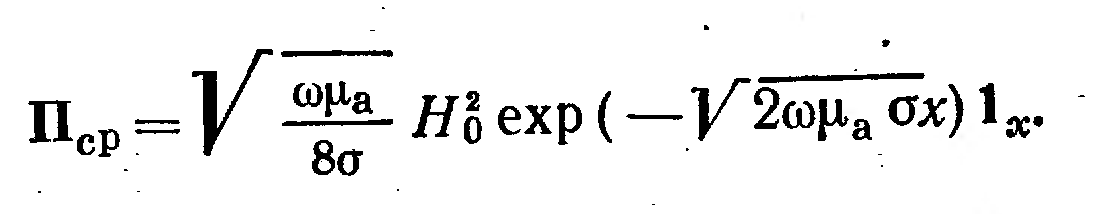 Π_ср = √(ωμ_а / 8σ) H_0^2 exp (−√(2ωμ_а σ)x) 1_x.